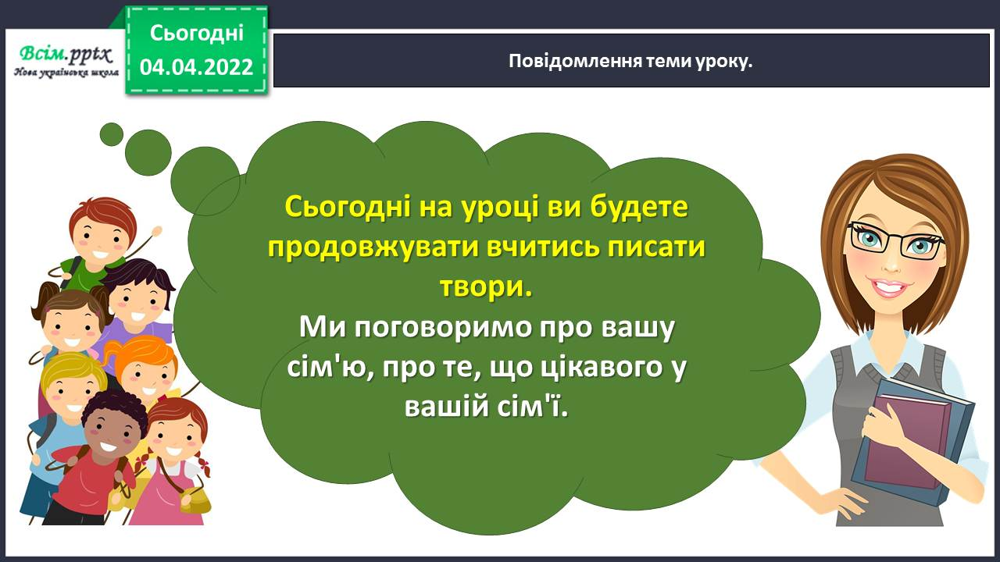 Всім.pptx
Нова українська школа
Сьогодні
04.04.2022
Повідомлення теми уроку.
Сьогодні на уроці ви будете
продовжувати вчитись писати
твори.
Ми поговоримо про вашу
сім'ю, про те, що цікавого у
вашій сім'ї.